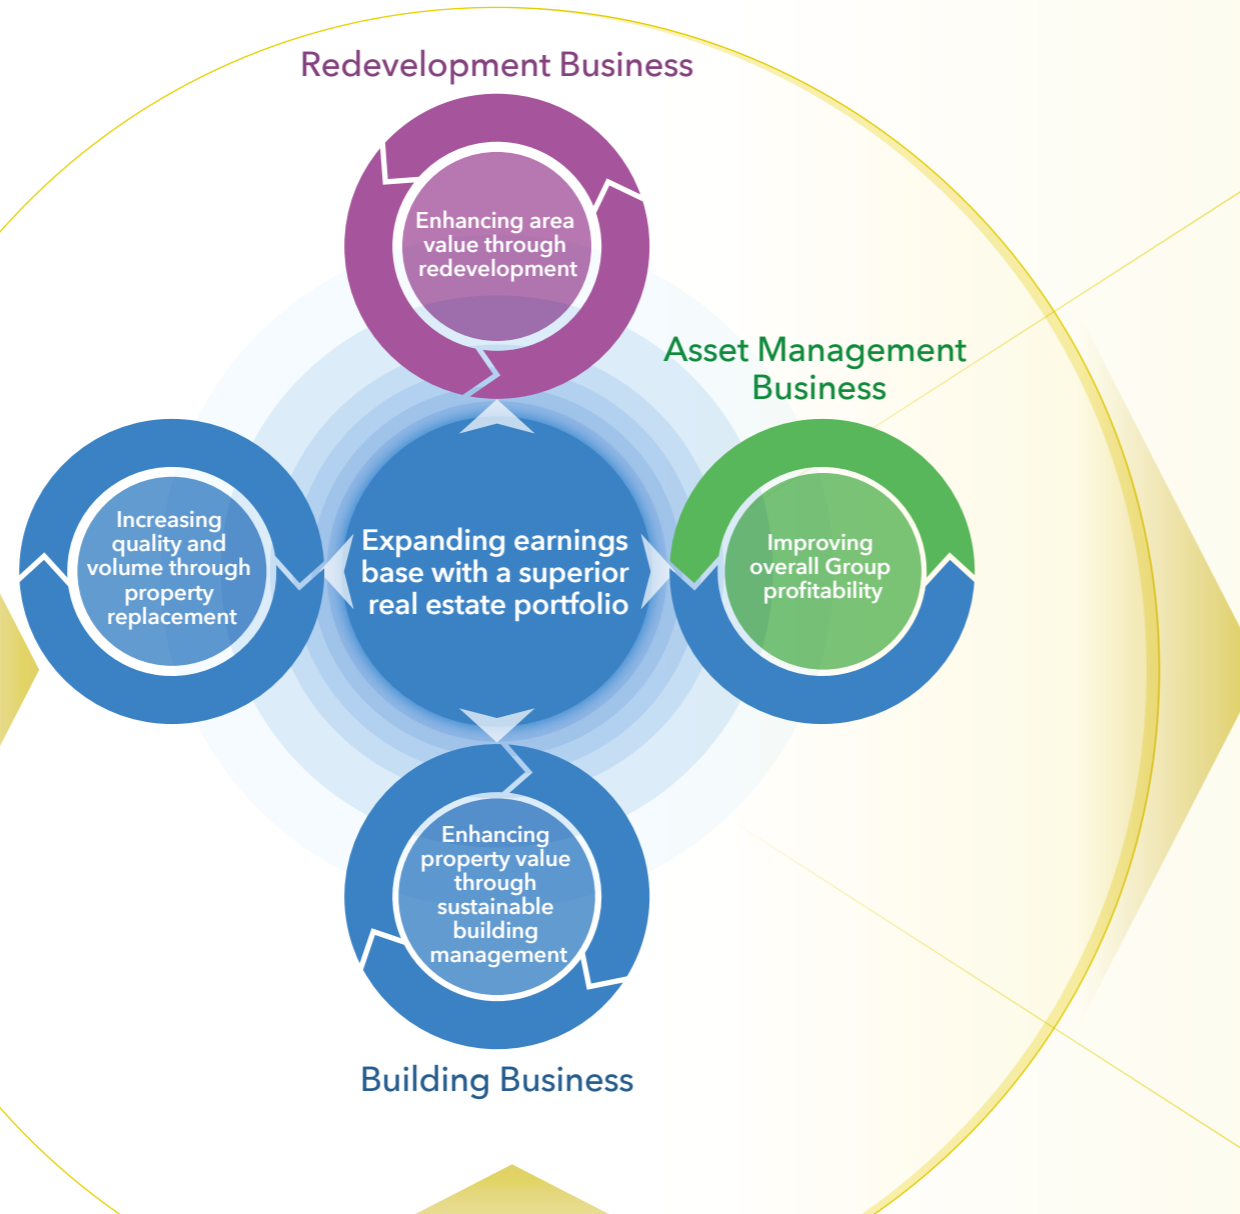 Redevelopment Business
Enhancing area
value through
redevelopment
Asset Management
Business
Increasing
quality and
volume through
property
replacement
Expanding earnings
base with a superior
real estate portfolio
Improving
overall Group
profitability
Enhancing
property value
through
sustainable
building
management
Building Business